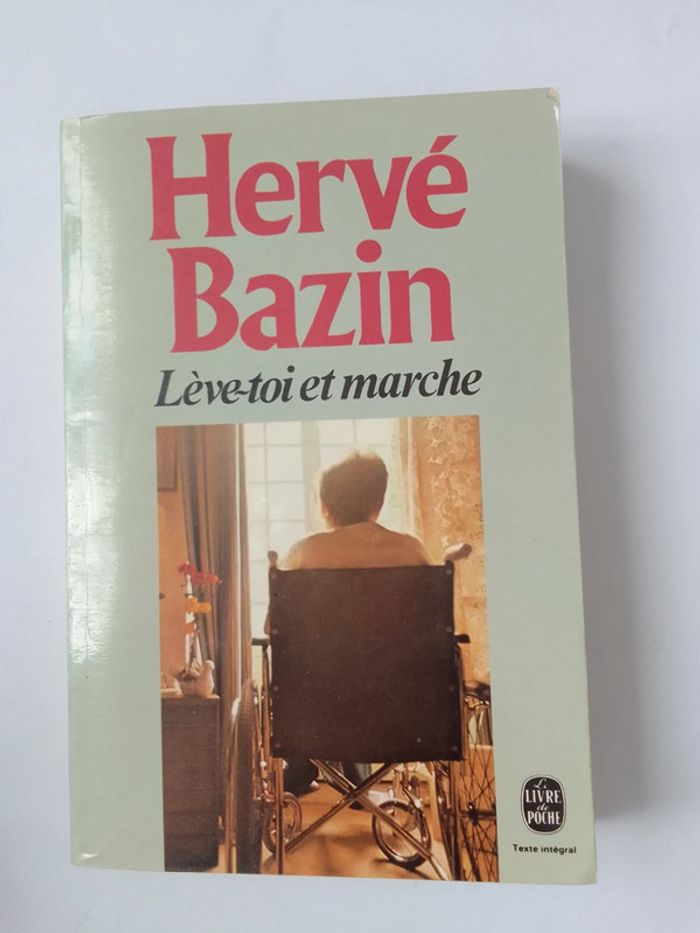 Hervé
Bazin
Lève-toi et marche
Le
LIVRE
de
POCHE
Texte intégral